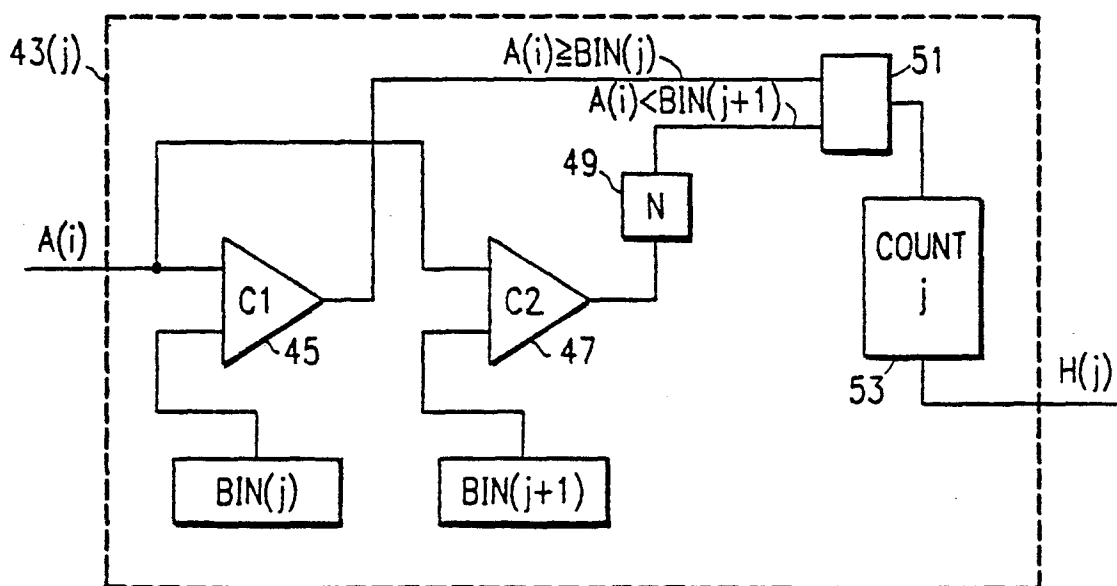 43(j)
A(i)≧BIN(j)
51
A(i)<BIN(j+1)
49
N
A(i)
C1
C2
COUNT
j
45
47
53
H(j)
BIN(j)
BIN(j+1)